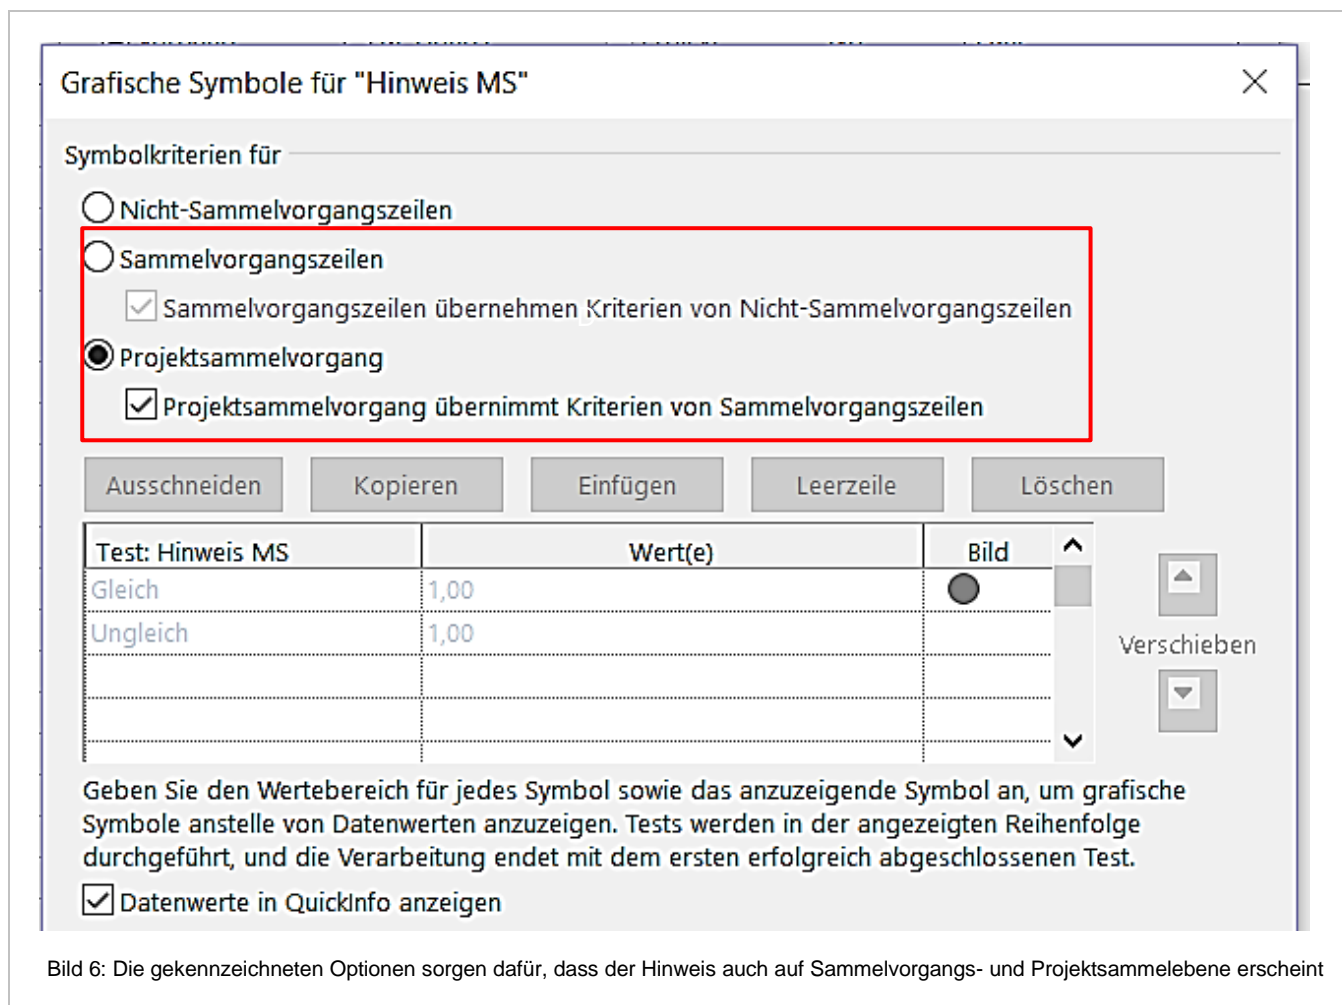 Grafische Symbole für "Hinweis MS"
Symbolkriterien für
Nicht-Sammelvorgangszeilen
Sammelvorgangszeilen
Sammelvorgangszeilen übernehmen Kriterien von Nicht-Sammelvorgangszeilen
Projektsammelvorgang
Projektsammelvorgang übernimmt Kriterien von Sammelvorgangszeilen
Ausschneiden Kopieren Einfügen Leerzeile Löschen
Test: Hinweis MS Wert(e) Bild
Gleich 1,00
Ungleich 1,00
Verschieben
Geben Sie den Wertebereich für jedes Symbol sowie das anzuzeigende Symbol an, um grafische
Symbole anstelle von Datenwerten anzuzeigen. Tests werden in der angezeigten Reihenfolge
durchgeführt, und die Verarbeitung endet mit dem ersten erfolgreich abgeschlossenen Test.
Datenwerte in QuickInfo anzeigen
Bild 6: Die gekennzeichneten Optionen sorgen dafür, dass der Hinweis auch auf Sammelvorgangs- und Projektsammelebene erscheint